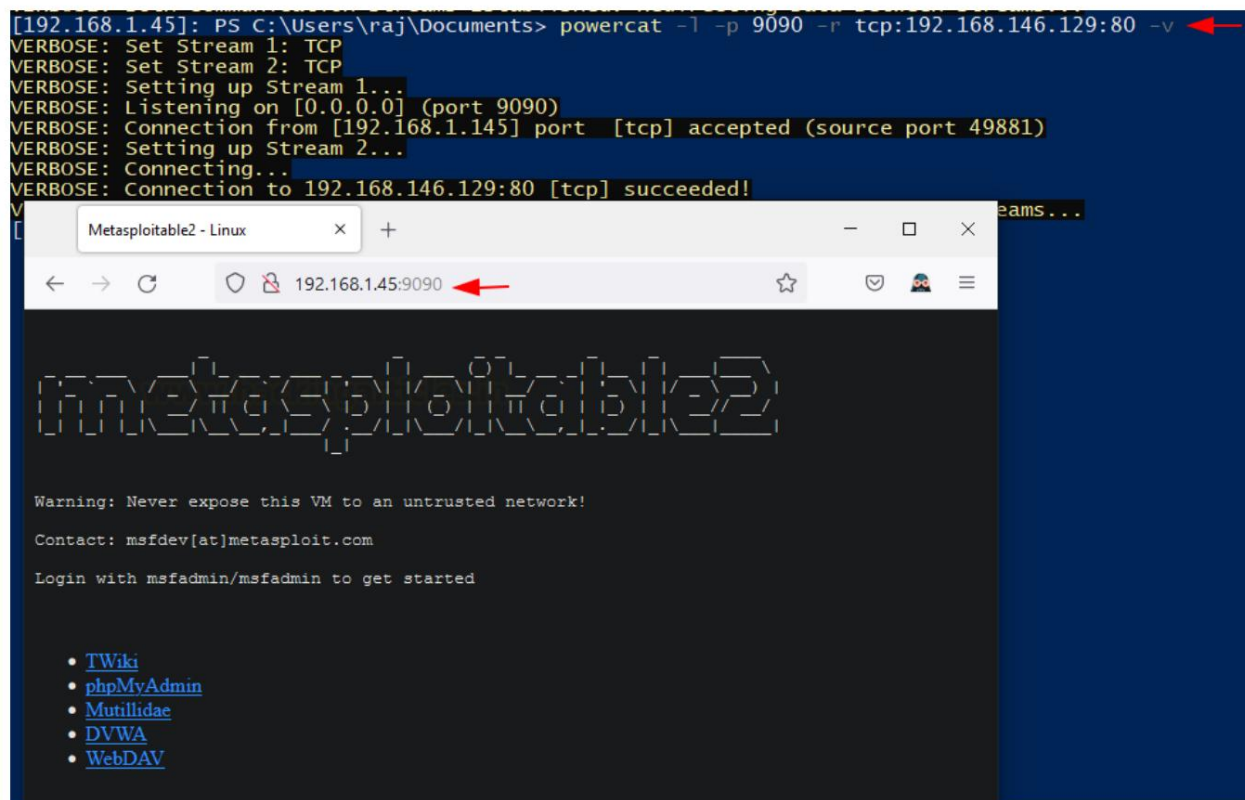 [192.168.1.45]: PS C:\Users\raj\Documents> powercat -l -p 9090 -r tcp:192.168.146.129:80 -v
VERBOSE: Set Stream 1: TCP
VERBOSE: Set Stream 2: TCP
VERBOSE: Setting up Stream 1...
VERBOSE: Listening on [0.0.0.0] (port 9090)
VERBOSE: Connection from [192.168.1.145] port  [tcp] accepted (source port 49881)
VERBOSE: Setting up Stream 2...
VERBOSE: Connecting...
VERBOSE: Connection to 192.168.146.129:80 [tcp] succeeded!
V eams...
[
Metasploitable2 - Linux
192.168.1.45:9090
metasploitable2
Warning: Never expose this VM to an untrusted network!
Contact: msfdev[at]metasploit.com
Login with msfadmin/msfadmin to get started
TWiki
phpMyAdmin
Mutillidae
DVWA
WebDAV